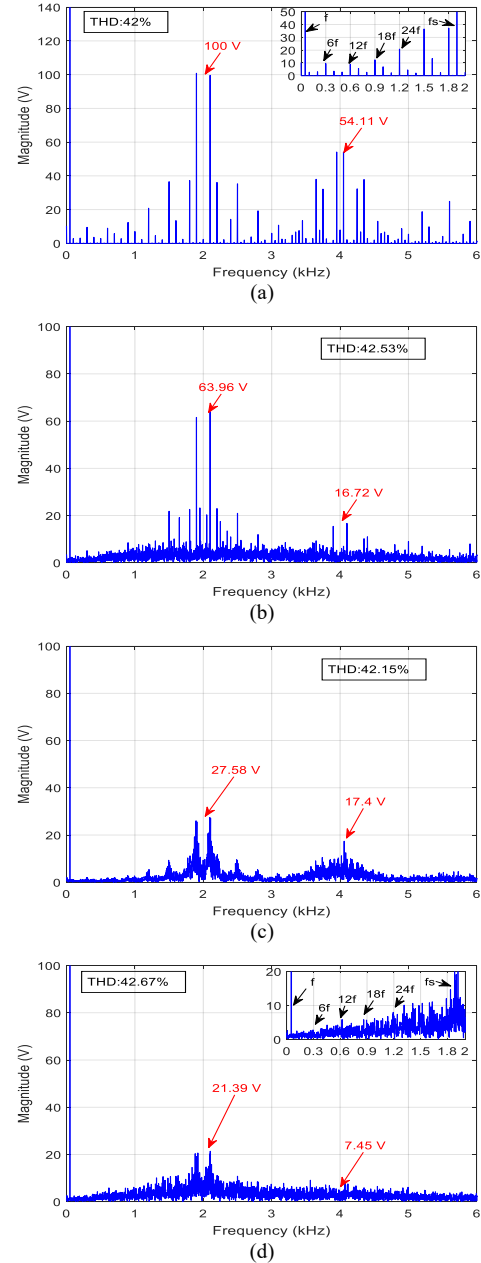 THD:42%
f
6f
12f
18f
24f
fs
50
40
30
20
10
0
0 0.3 0.6 0.9 1.2 1.5 1.8 2
100 V
54.11 V
140
120
100
80
60
40
20
0
Magnitude (V)
0 1 2 3 4 5 6
Frequency (kHz)
(a)
THD:42.53%
63.96 V
16.72 V
100
80
60
40
20
0
Magnitude (V)
0 1 2 3 4 5 6
Frequency (kHz)
(b)
THD:42.15%
27.58 V
17.4 V
100
80
60
40
20
0
Magnitude (V)
0 1 2 3 4 5 6
Frequency (kHz)
(c)
THD:42.67%
f
6f
12f
18f
24f
fs
20
10
0
0 0.3 0.6 0.9 1.2 1.5 1.8 2
21.39 V
7.45 V
100
80
60
40
20
0
Magnitude (V)
0 1 2 3 4 5 6
Frequency (kHz)
(d)